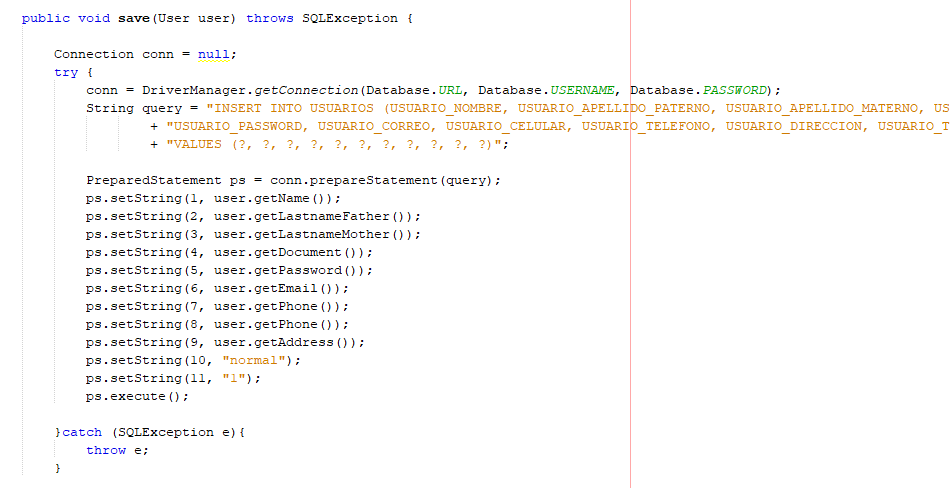 public void save(User user) throws SQLException {
Connection conn = null;
try {
conn = DriverManager.getConnection(Database.URL, Database.USERNAME, Database.PASSWORD);
String query = "INSERT INTO USUARIOS (USUARIO_NOMBRE, USUARIO_APELLIDO_PATERNO, USUARIO_APELLIDO_MATERNO, US
+ "USUARIO_PASSWORD, USUARIO_CORREO, USUARIO_CELULAR, USUARIO_TELEFONO, USUARIO_DIRECCION, USUARIO_T
+ "VALUES (?, ?, ?, ?, ?, ?, ?, ?, ?, ?, ?)";
PreparedStatement ps = conn.prepareStatement(query);
ps.setString(1, user.getName());
ps.setString(2, user.getLastnameFather());
ps.setString(3, user.getLastnameMother());
ps.setString(4, user.getDocument());
ps.setString(5, user.getPassword());
ps.setString(6, user.getEmail());
ps.setString(7, user.getPhone());
ps.setString(8, user.getPhone());
ps.setString(9, user.getAddress());
ps.setString(10, "normal");
ps.setString(11, "1");
ps.execute();
}catch (SQLException e){
throw e;
}